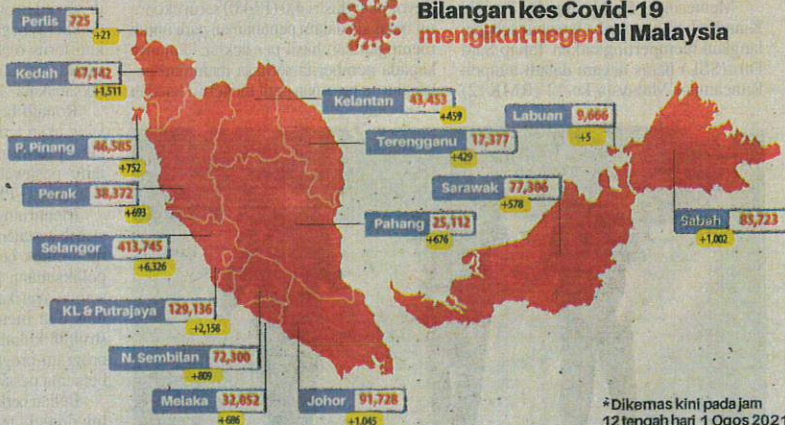 Bilangan kes Covid-19
mengikut negeri di Malaysia
Perlis 725
+23
Kedah 47,142
+1,511
P. Pinang 46,585
+752
Perak 38,372
+693
Selangor 413,745
+6,326
KL & Putrajaya 129,136
+2,158
N. Sembilan 72,300
+809
Melaka 32,052
+686
Johor 91,728
+1,045
Kelantan 43,453
+459
Terengganu 17,377
+429
Pahang 25,112
+676
Labuan 9,666
+5
Sarawak 77,306
+578
Sabah 85,723
+1,002
*Dikemas kini pada jam
12 tengah hari 1 Ogos 2021